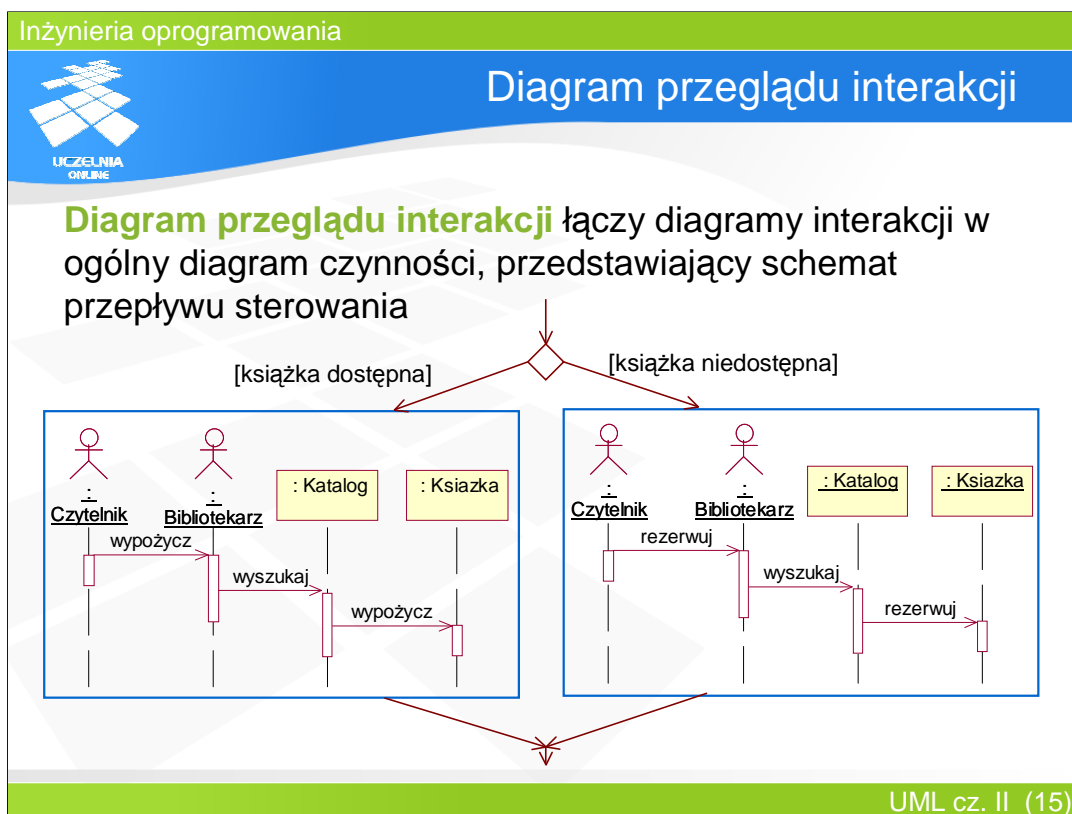 Inżynieria oprogramowania
Diagram przeglądu interakcji
UCZELNIA
ONLINE
Diagram przeglądu interakcji łączy diagramy interakcji w
ogólny diagram czynności, przedstawiający schemat
przepływu sterowania
[książka dostępna]
[książka niedostępna]
:
Czytelnik
:
Bibliotekarz
: Katalog
: Ksiazka
wypożycz
wyszukaj
wypożycz
:
Czytelnik
:
Bibliotekarz
: Katalog
: Ksiazka
rezerwuj
wyszukaj
rezerwuj
UML cz. II (15)